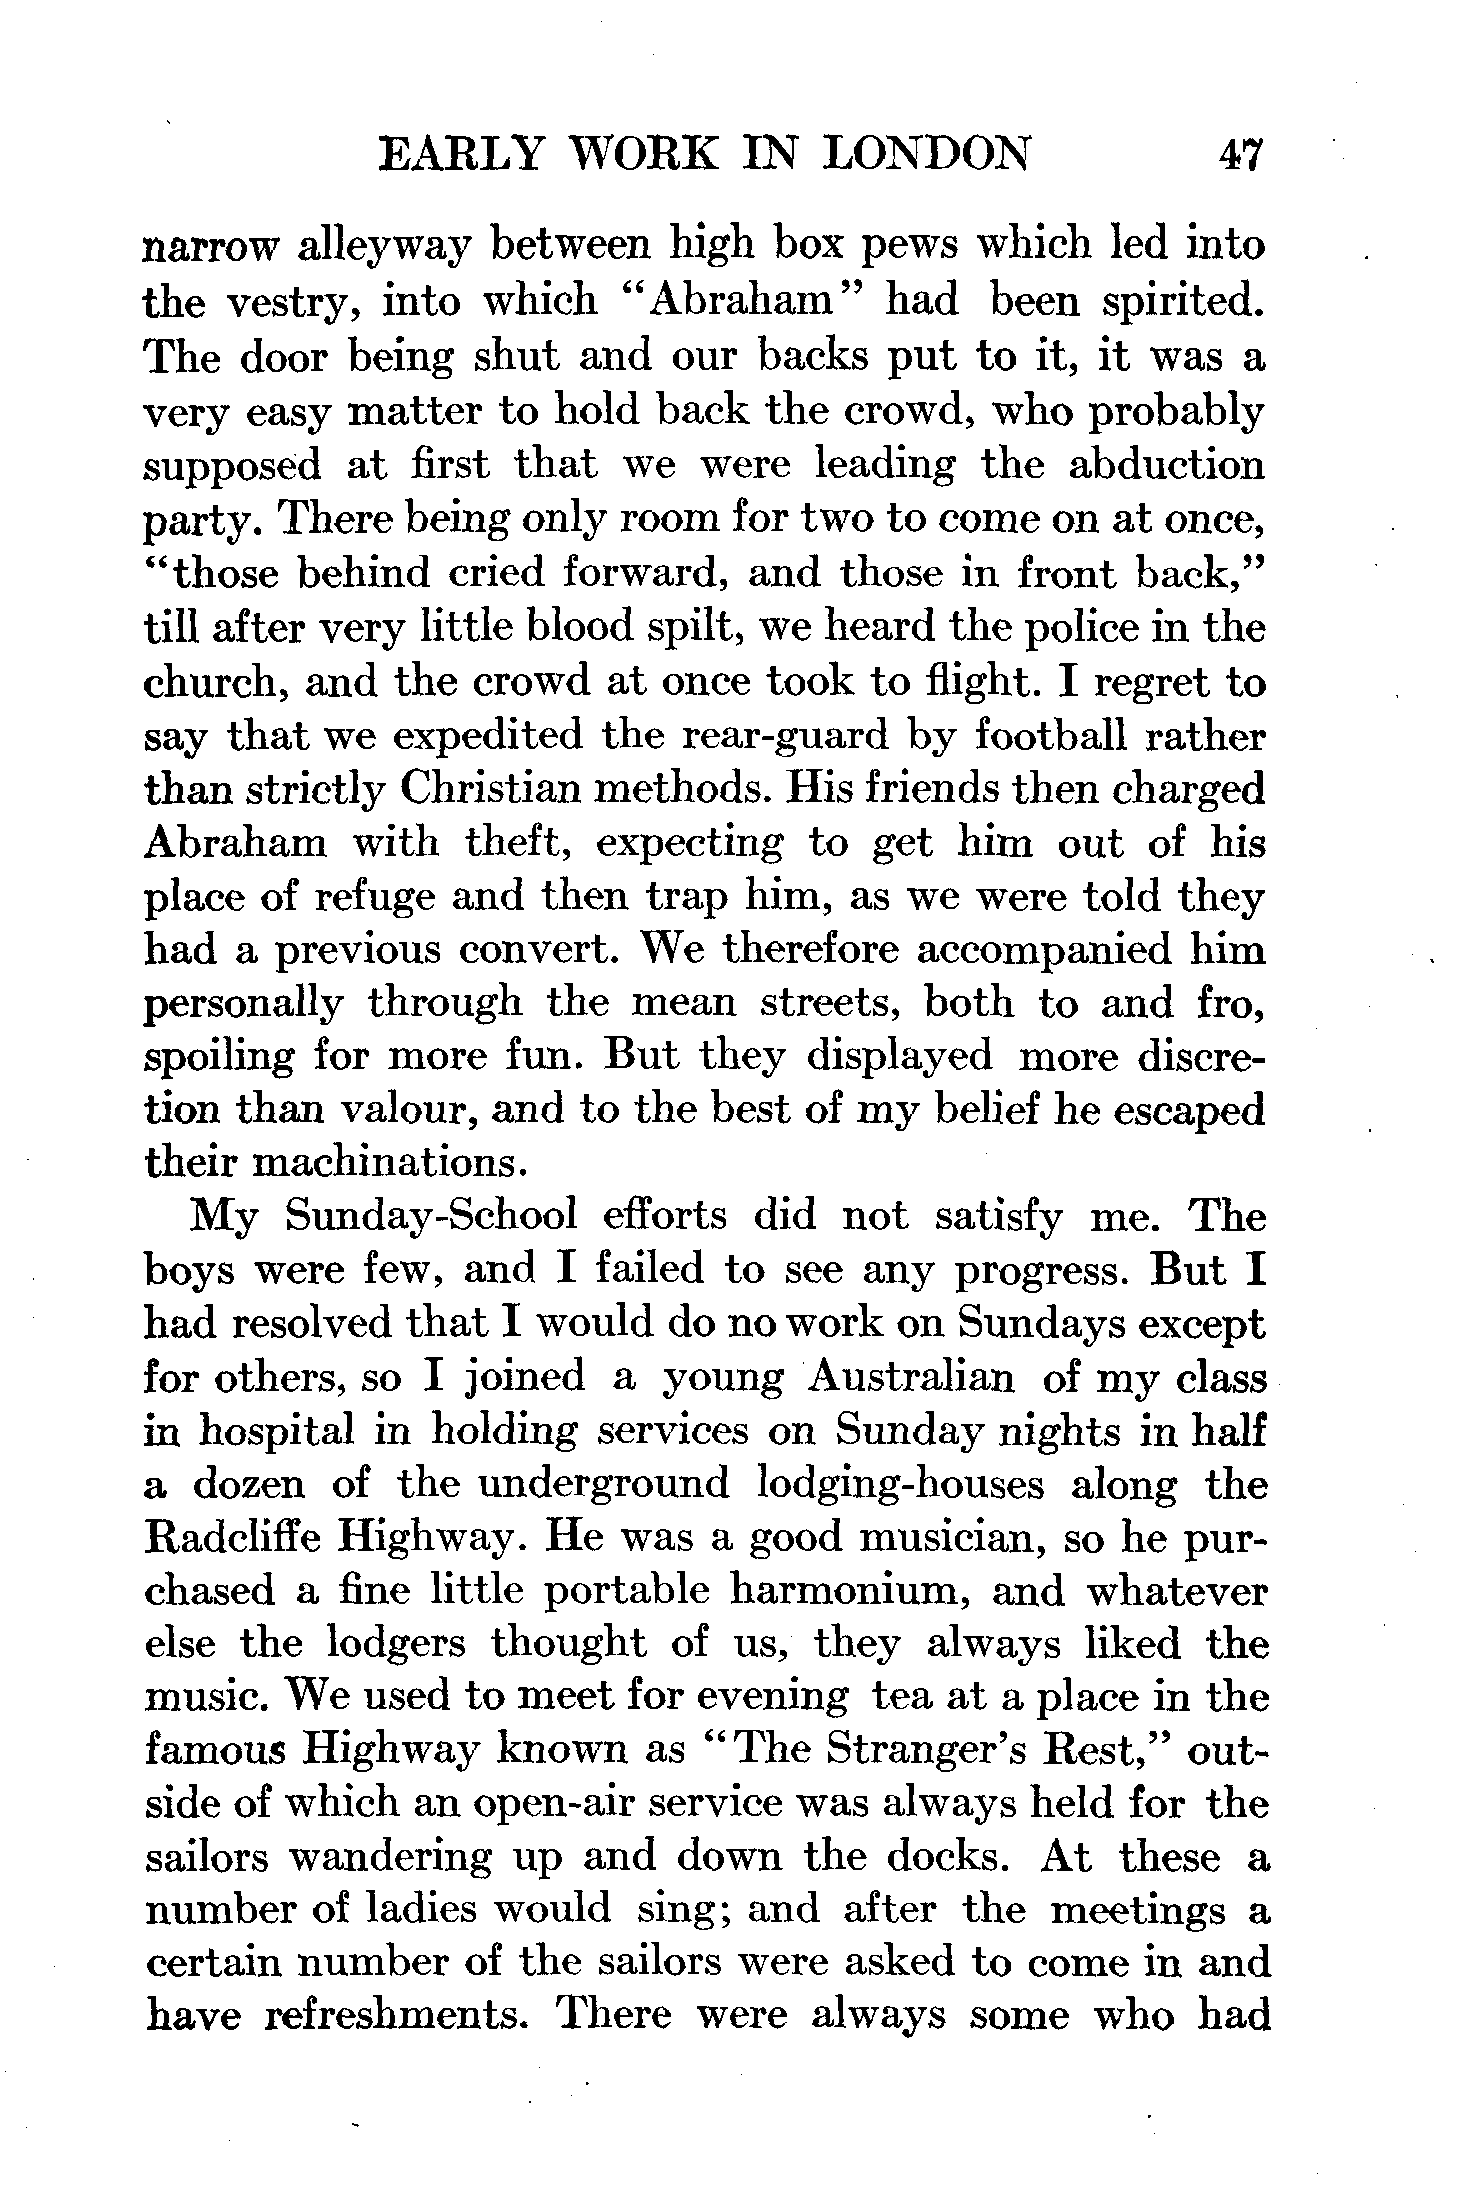 EARLY WORK IN LONDON 47
narrow alleyway between high box pews which led into
the vestry, into which “Abraham” had been spirited.
The door being shut and our backs put to it, it was a
very easy matter to hold back the crowd, who probably
supposed at first that we were leading the abduction
party. There being only room for two to come on at once,
“those behind cried forward, and those in front back,”
till after very little blood spilt, we heard the police in the
church, and the crowd at once took to flight. I regret to
say that we expedited the rear-guard by football rather
than strictly Christian methods. His friends then charged
Abraham with theft, expecting to get him out of his
place of refuge and then trap him, as we were told they
had a previous convert. We therefore accompanied him
personally through the mean streets, both to and fro,
spoiling for more fun. But they displayed more discre-
tion than valour, and to the best of my belief he escaped
their machinations.
My Sunday-School efforts did not satisfy me. The
boys were few, and I failed to see any progress. But I
had resolved that I would do no work on Sundays except
for others, so I joined a young Australian of my class
in hospital in holding services on Sunday nights in half
a dozen of the underground lodging-houses along the
Radcliffe Highway. He was a good musician, so he pur-
chased a fine little portable harmonium, and whatever
else the lodgers thought of us, they always liked the
music. We used to meet for evening tea at a place in the
famous Highway known as “The Stranger’s Rest,” out-
side of which an open-air service was always held for the
sailors wandering up and down the docks. At these a
number of ladies would sing; and after the meetings a
certain number of the sailors were asked to come in and
have refreshments. There were always some who had